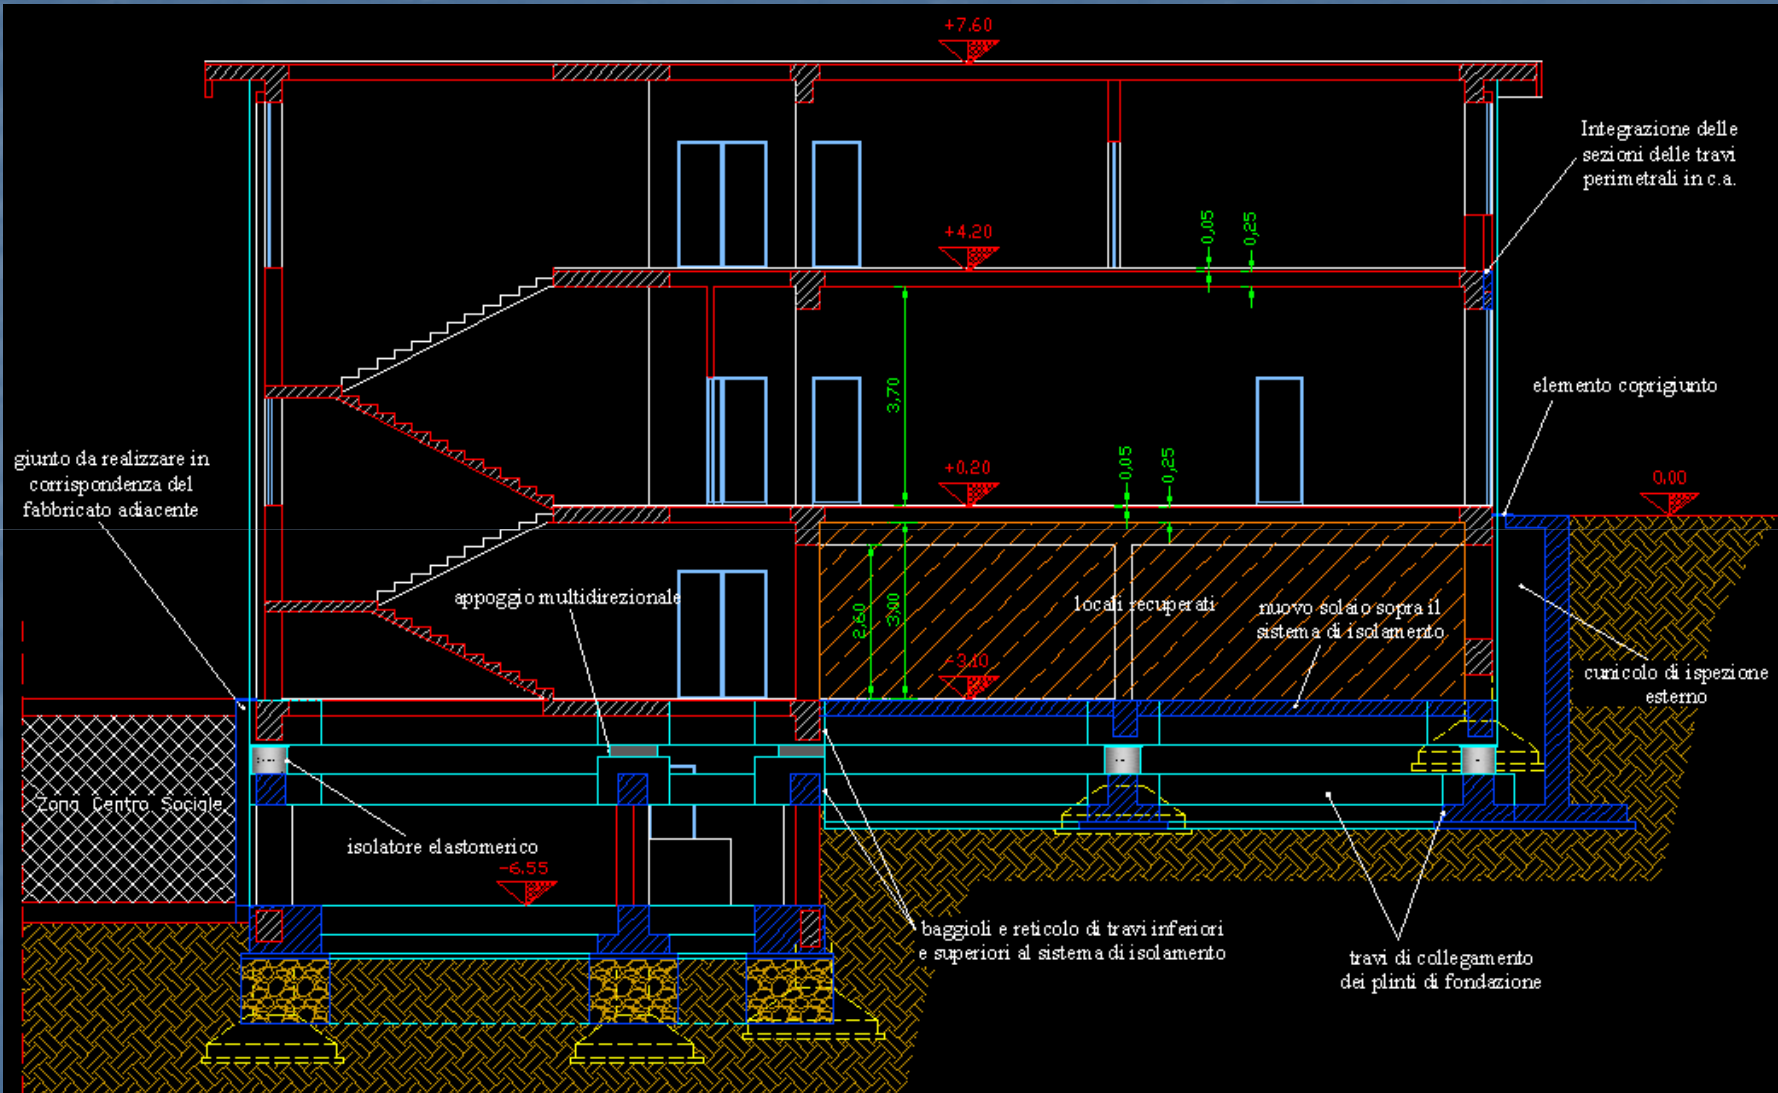 +7.60
Integrazione delle
sezioni delle travi
perimetrali in c.a.
+4.20
0,05
0,25
3,70
elemento coprigiunto
giunto da realizzare in
corrispondenza del
fabbricato adiacente
+0.20
0,05
0,25
0.00
appoggio multidirezionale
2,60
3,00
locali recuperati
nuovo solaio sopra il
sistema di isolamento
-3.10
cunicolo di ispezione
esterno
Zona Centro Sociale
isolatore elastomerico
-6.55
baggioli e reticolo di travi inferiori
e superiori al sistema di isolamento
travi di collegamento
dei plinti di fondazione